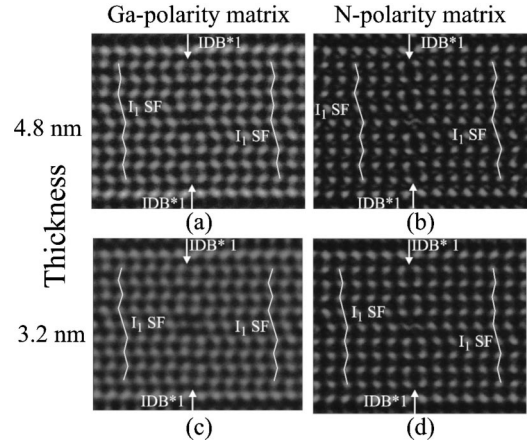 Ga-polarity matrix
N-polarity matrix
IDB*1
IDB*1
I₁ SF
I₁ SF
I₁ SF
I₁ SF
4.8 nm
IDB*1
IDB*1
(a)
(b)
Thickness
IDB* 1
IDB* 1
I₁ SF
I₁ SF
I₁ SF
I₁ SF
3.2 nm
IDB*1
IDB*1
(c)
(d)